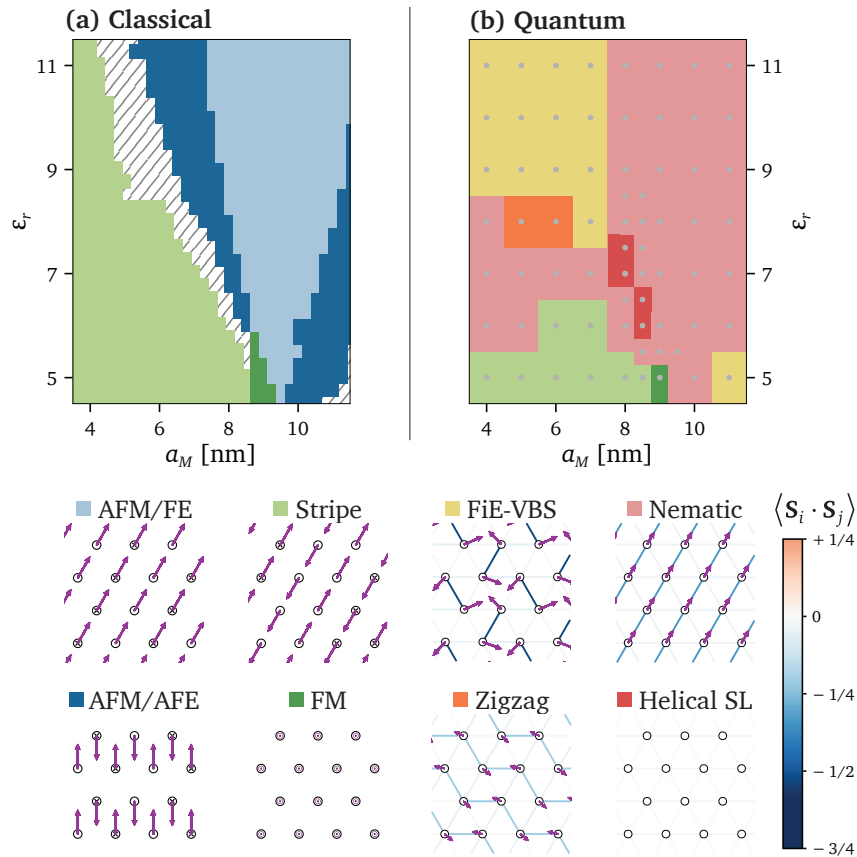 (a) Classical
(b) Quantum
11
9
7
5
ε_r
4 6 8 10
a_M [nm]
11
9
7
5
ε_r
4 6 8 10
a_M [nm]
AFM/FE
Stripe
FiE-VBS
Nematic
⟨S_i · S_j⟩
AFM/AFE
FM
Zigzag
Helical SL
+ 1/4
0
− 1/4
− 1/2
− 3/4